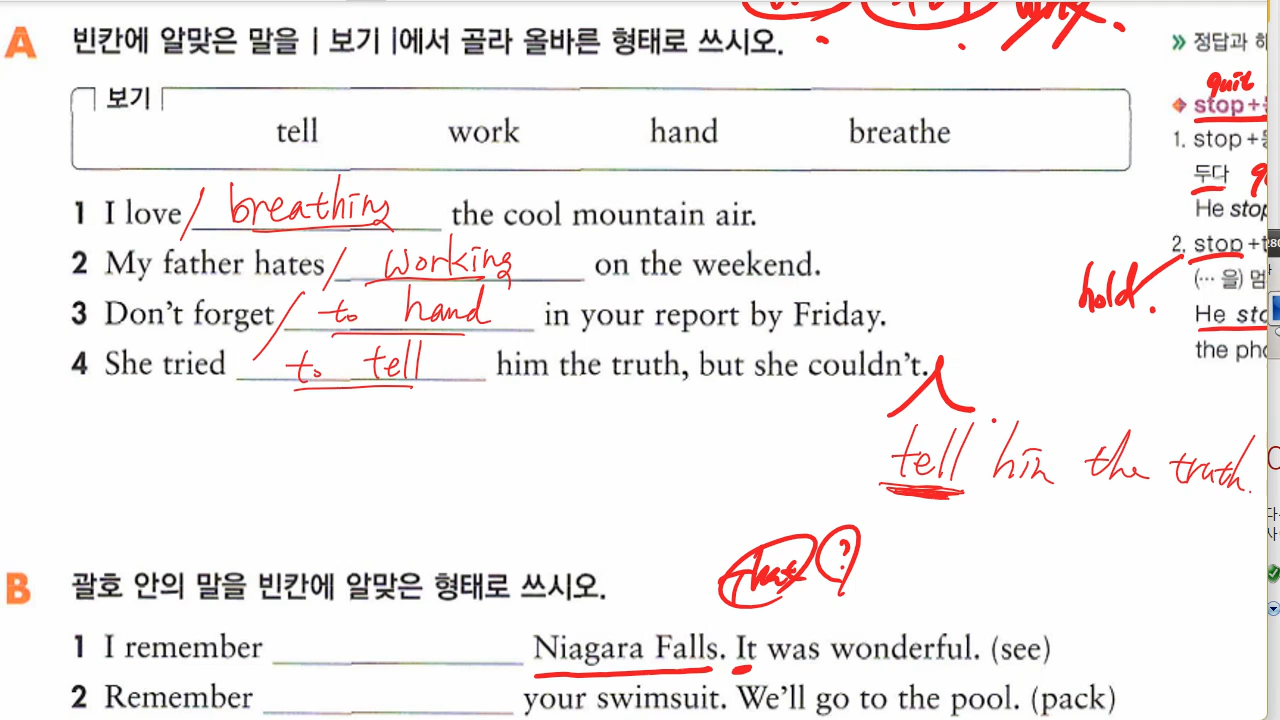 A 빈칸에 알맞은 말을 | 보기 |에서 골라 올바른 형태로 쓰시오.
보기
tell work hand breathe
1 I love breathing the cool mountain air.
2 My father hates working on the weekend.
3 Don't forget to hand in your report by Friday.
4 She tried to tell him the truth, but she couldn't.
tell him the truth.
that ?
B 괄호 안의 말을 빈칸에 알맞은 형태로 쓰시오.
1 I remember Niagara Falls. It was wonderful. (see)
2 Remember your swimsuit. We'll go to the pool. (pack)
» 정답과
quit
stop+
1. stop+
두다
He stop
2. stop+t
hold.
(… 을) 멈
He sto
the pho